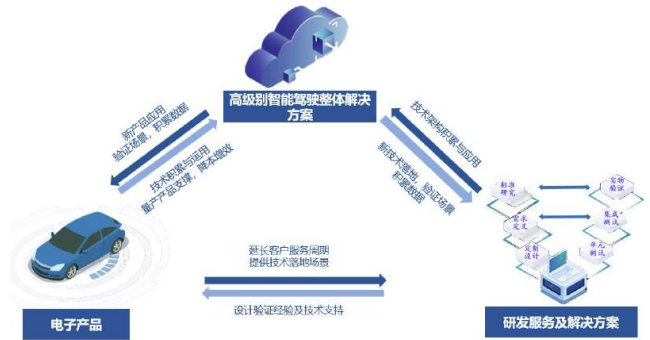 高级别智能驾驶整体解决
方案
新产品应用
验证场景，积累数据
技术积累与运用
量产产品支撑，降本增效
技术架构积累与应用
新技术落地，验证场景
积累数据
标准
研究
实物
验证
需求
定义
集成
测试
定制
设计
单元
测试
延长客户服务周期
提供技术落地场景
设计验证经验及技术支持
电子产品
研发服务及解决方案